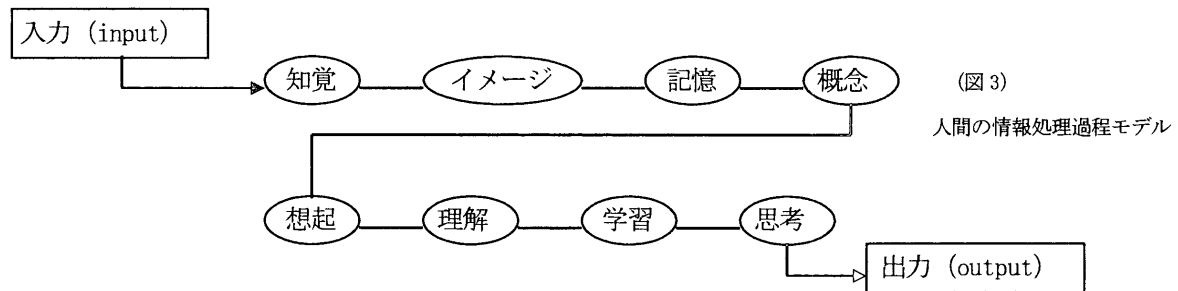 入力 (input)
知覚 イメージ 記憶 概念 (図 3)
人間の情報処理過程モデル
想起 理解 学習 思考
出力 (output)